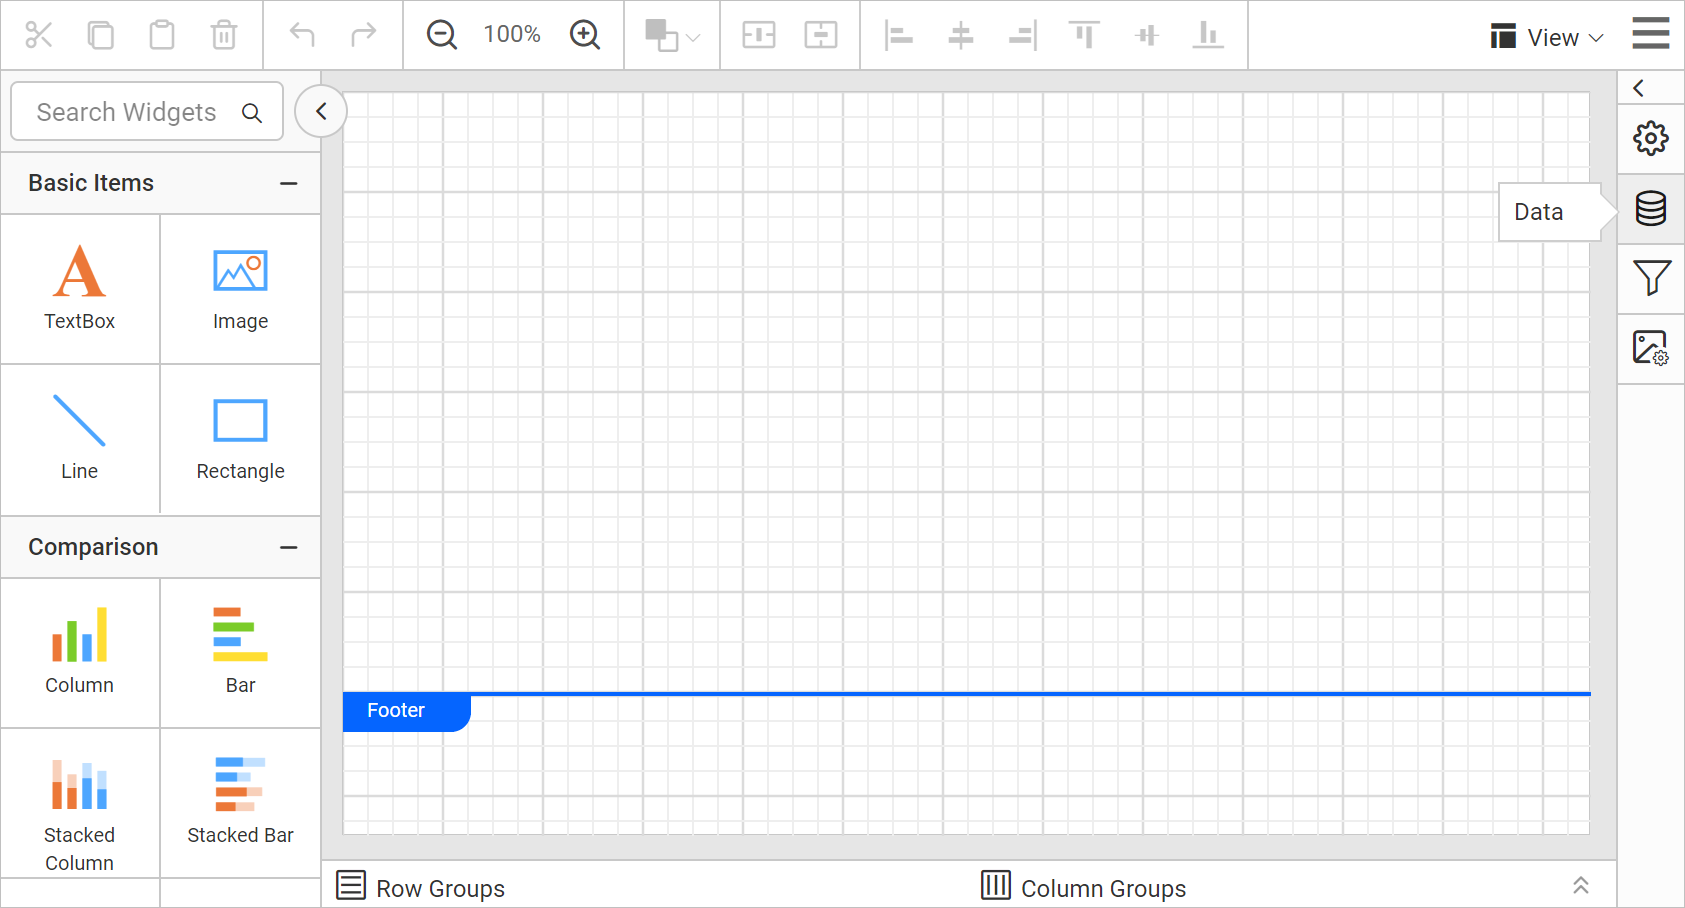 100%
View
Search Widgets
Basic Items
Data
TextBox
Image
Line
Rectangle
Comparison
Column
Bar
Footer
Stacked
Column
Stacked Bar
Row Groups
Column Groups